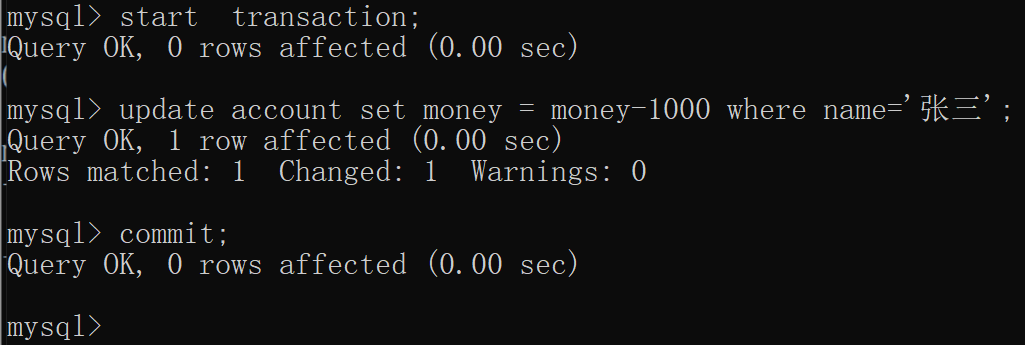 mysql> start  transaction;
Query OK, 0 rows affected (0.00 sec)
mysql> update account set money = money-1000 where name='张三';
Query OK, 1 row affected (0.00 sec)
Rows matched: 1  Changed: 1  Warnings: 0
mysql> commit;
Query OK, 0 rows affected (0.00 sec)
mysql>